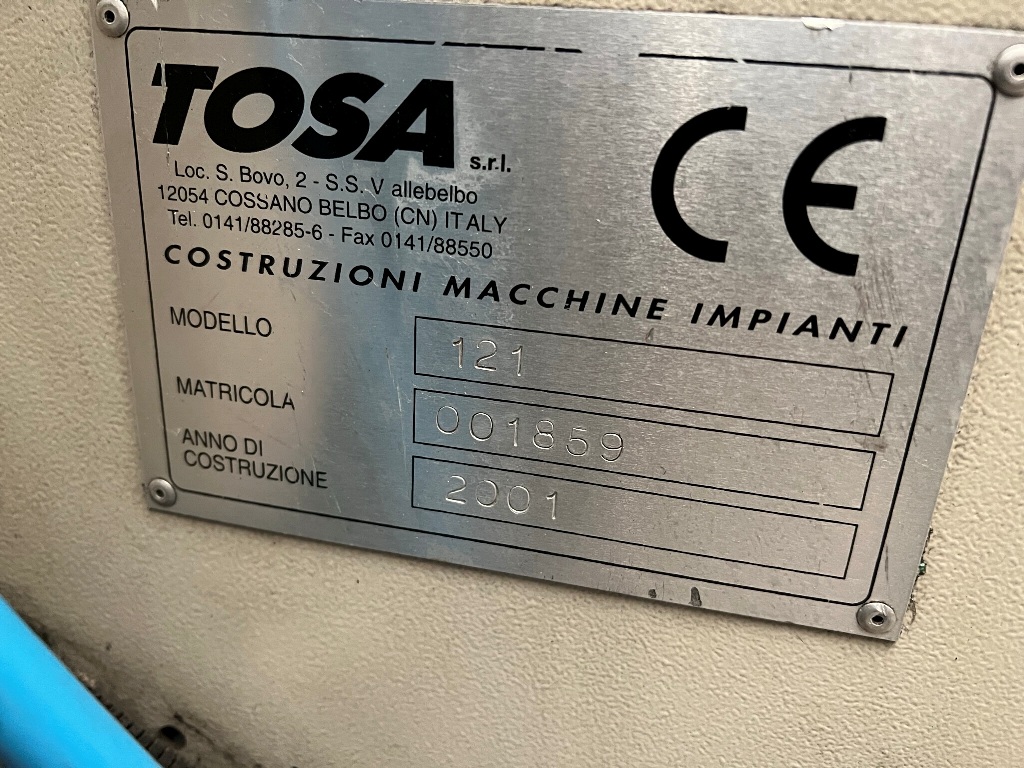 TOSA s.r.l.
CE
Loc. S. Bovo, 2 - S.S. V allebelbo
12054 COSSANO BELBO (CN) ITALY
Tel. 0141/88285-6 - Fax 0141/88550
COSTRUZIONI MACCHINE IMPIANTI
MODELLO 121
MATRICOLA 001859
ANNO DI
COSTRUZIONE 2001